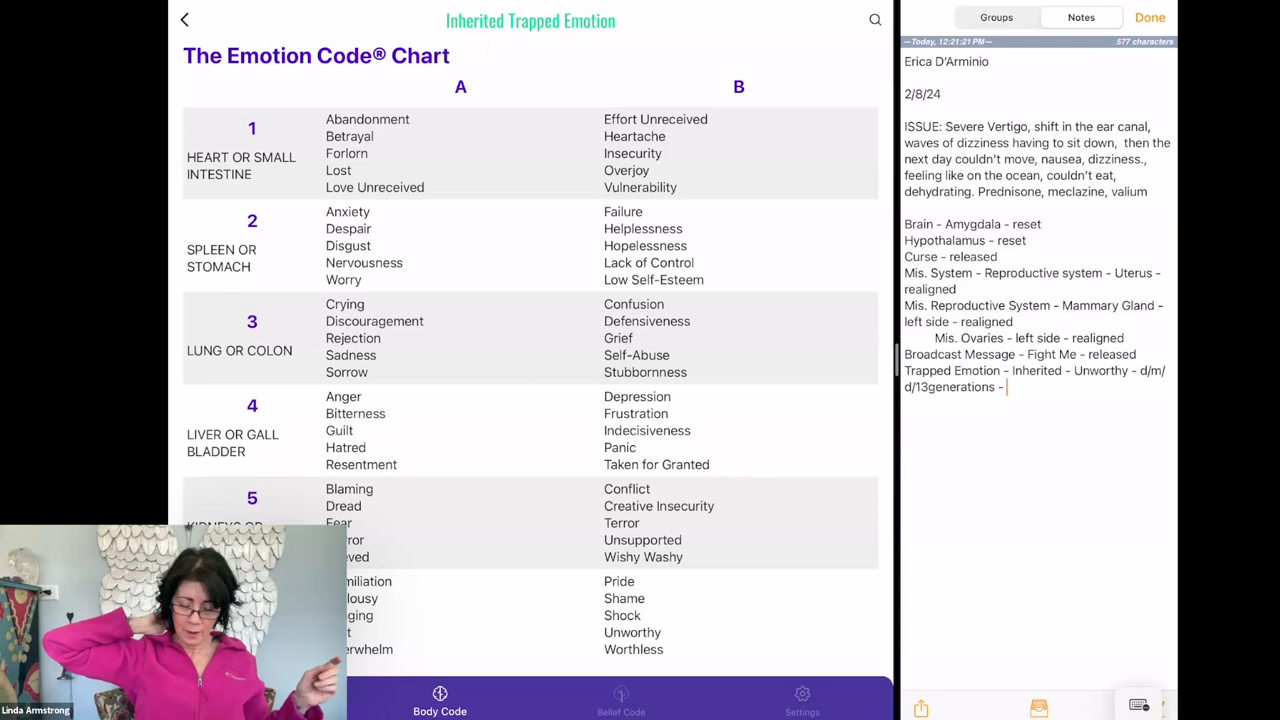 Inherited Trapped Emotion
The Emotion Code® Chart
A
B
1
HEART OR SMALL
INTESTINE
Abandonment
Betrayal
Forlorn
Lost
Love Unreceived
Effort Unreceived
Heartache
Insecurity
Overjoy
Vulnerability
2
SPLEEN OR
STOMACH
Anxiety
Despair
Disgust
Nervousness
Worry
Failure
Helplessness
Hopelessness
Lack of Control
Low Self-Esteem
3
LUNG OR COLON
Crying
Discouragement
Rejection
Sadness
Sorrow
Confusion
Defensiveness
Grief
Self-Abuse
Stubbornness
4
LIVER OR GALL
BLADDER
Anger
Bitterness
Guilt
Hatred
Resentment
Depression
Frustration
Indecisiveness
Panic
Taken for Granted
5
KIDNEYS OR
Blaming
Dread
Fear
Conflict
Creative Insecurity
Terror
Unsupported
Wishy Washy
Pride
Shame
Shock
Unworthy
Worthless
Body Code
Belief Code
Settings
Linda Armstrong
Groups
Notes
Done
—Today, 12:21:21 PM—
577 characters
Erica D'Arminio
2/8/24
ISSUE: Severe Vertigo, shift in the ear canal,
waves of dizziness having to sit down, then the
next day couldn't move, nausea, dizziness.,
feeling like on the ocean, couldn't eat,
dehydrating. Prednisone, meclazine, valium
Brain - Amygdala - reset
Hypothalamus - reset
Curse - released
Mis. System - Reproductive system - Uterus -
realigned
Mis. Reproductive System - Mammary Gland -
left side - realigned
Mis. Ovaries - left side - realigned
Broadcast Message - Fight Me - released
Trapped Emotion - Inherited - Unworthy - d/m/
d/13generations -